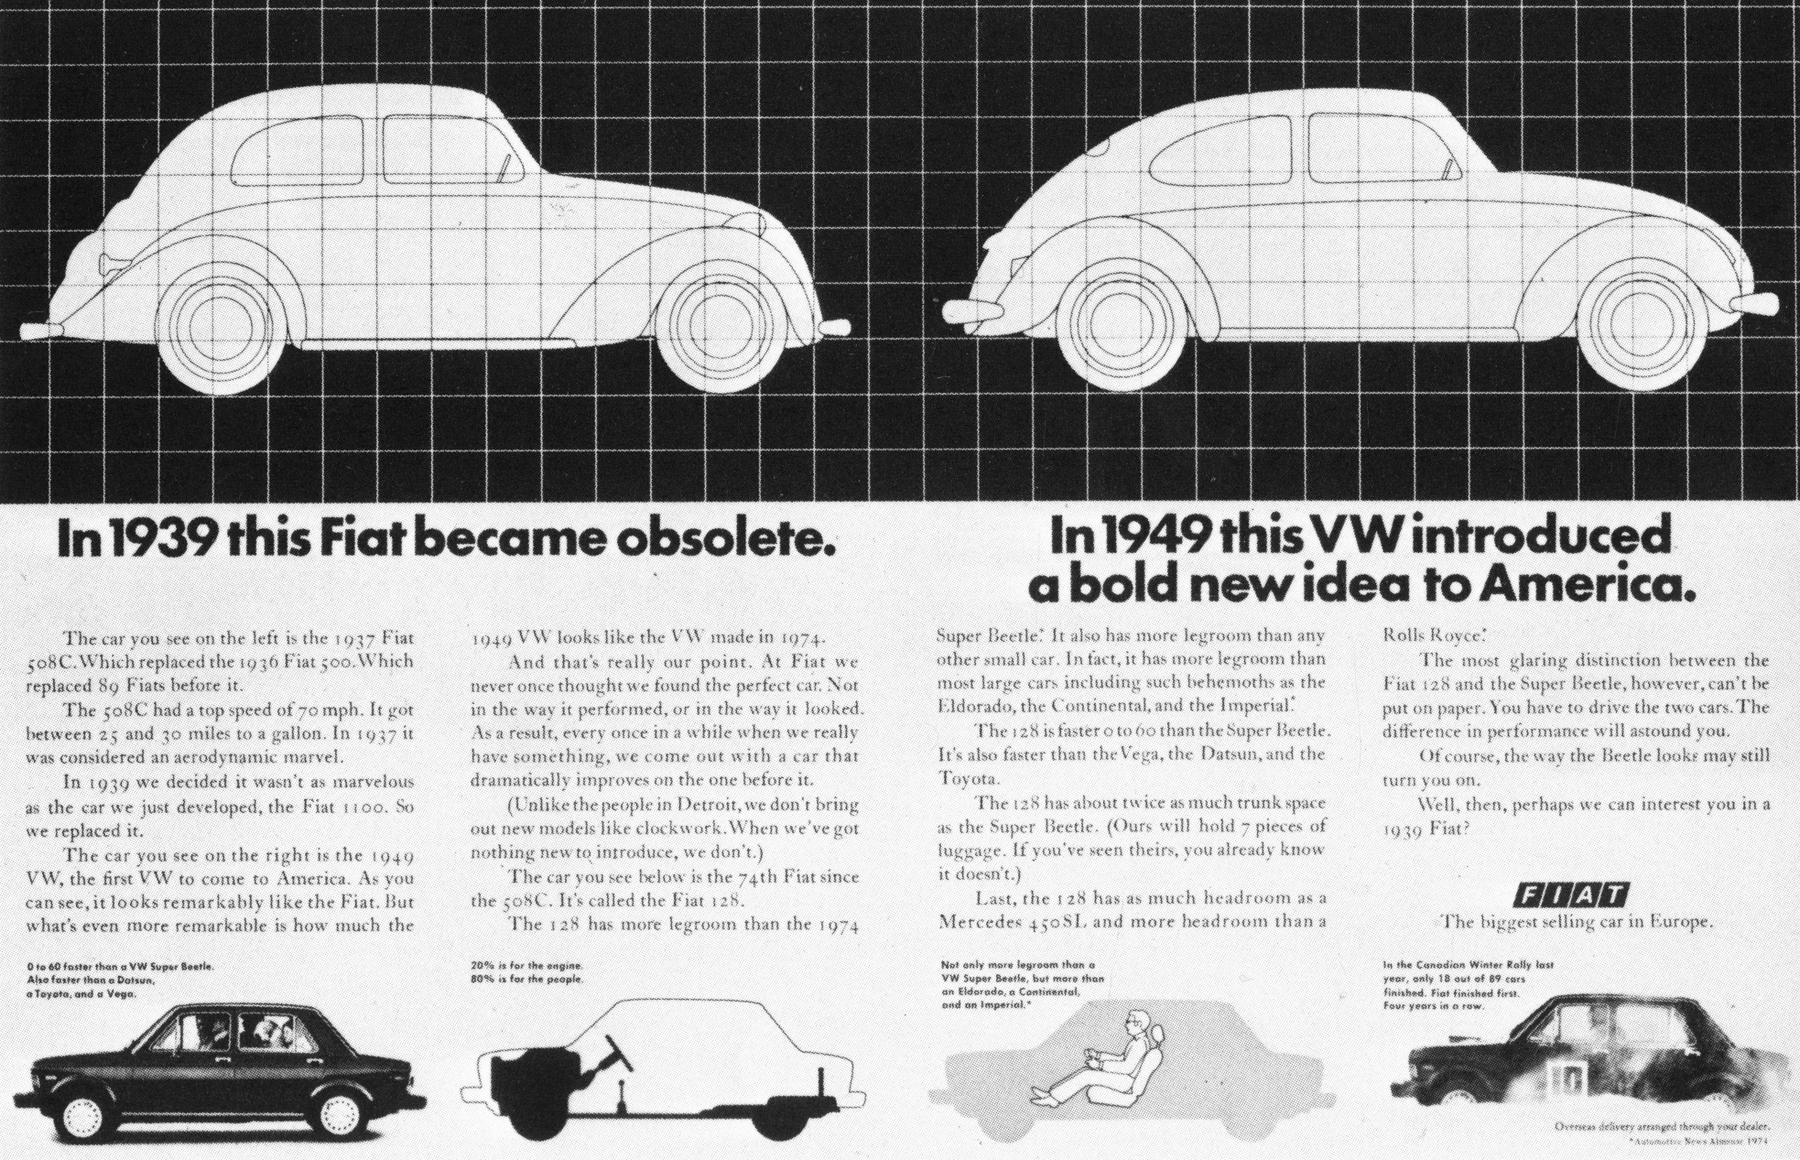 In 1939 this Fiat became obsolete.
In 1949 this VW introduced
a bold new idea to America.
The car you see on the left is the 1937 Fiat
508C. Which replaced the 1936 Fiat 500. Which
replaced 89 Fiats before it.
The 508C had a top speed of 70 mph. It got
between 25 and 30 miles to a gallon. In 1937 it
was considered an aerodynamic marvel.
In 1939 we decided it wasn't as marvelous
as the car we just developed, the Fiat 1100. So
we replaced it.
The car you see on the right is the 1949
VW, the first VW to come to America. As you
can see, it looks remarkably like the Fiat. But
what's even more remarkable is how much the
1949 VW looks like the VW made in 1974.
And that's really our point. At Fiat we
never once thought we found the perfect car. Not
in the way it performed, or in the way it looked.
As a result, every once in a while when we really
have something, we come out with a car that
dramatically improves on the one before it.
(Unlike the people in Detroit, we don't bring
out new models like clockwork. When we've got
nothing new to introduce, we don't.)
The car you see below is the 74th Fiat since
the 508C. It's called the Fiat 128.
The 128 has more legroom than the 1974
Super Beetle.* It also has more legroom than any
other small car. In fact, it has more legroom than
most large cars including such behemoths as the
Eldorado, the Continental, and the Imperial.*
The 128 is faster 0 to 60 than the Super Beetle.
It's also faster than the Vega, the Datsun, and the
Toyota.
The 128 has about twice as much trunk space
as the Super Beetle. (Ours will hold 7 pieces of
luggage. If you've seen theirs, you already know
it doesn't.)
Last, the 128 has as much headroom as a
Mercedes 450SL and more headroom than a
Rolls Royce.*
The most glaring distinction between the
Fiat 128 and the Super Beetle, however, can't be
put on paper. You have to drive the two cars. The
difference in performance will astound you.
Of course, the way the Beetle looks may still
turn you on.
Well, then, perhaps we can interest you in a
1939 Fiat?
FIAT
The biggest selling car in Europe.
0 to 60 faster than a VW Super Beetle.
Also faster than a Datsun,
a Toyota, and a Vega.
20% is for the engine.
80% is for the people.
Not only more legroom than a
VW Super Beetle, but more than
an Eldorado, a Continental,
and an Imperial.*
In the Canadian Winter Rally last
year, only 18 out of 89 cars
finished. Fiat finished first.
Four years in a row.
Overseas delivery arranged through your dealer.
*Automotive News Almanac 1974